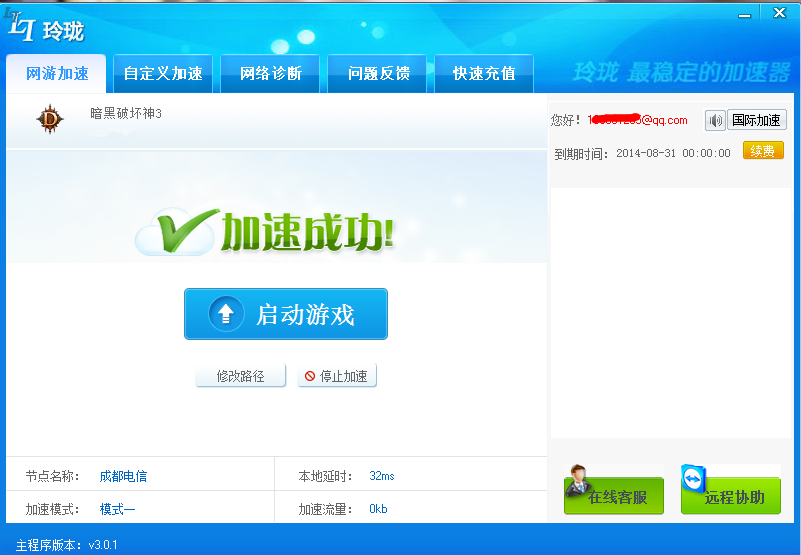 LI 玲珑
网游加速 自定义加速 网络诊断 问题反馈 快速充值
玲珑 最稳定的加速器
暗黑破坏神3
您好！ @qq.com 国际加速
到期时间： 2014-08-31 00:00:00 续费
加速成功!
启动游戏
修改路径 停止加速
节点名称： 成都电信 本地延时： 32ms
加速模式： 模式一 加速流量： 0kb
在线客服 远程协助
主程序版本： v3.0.1